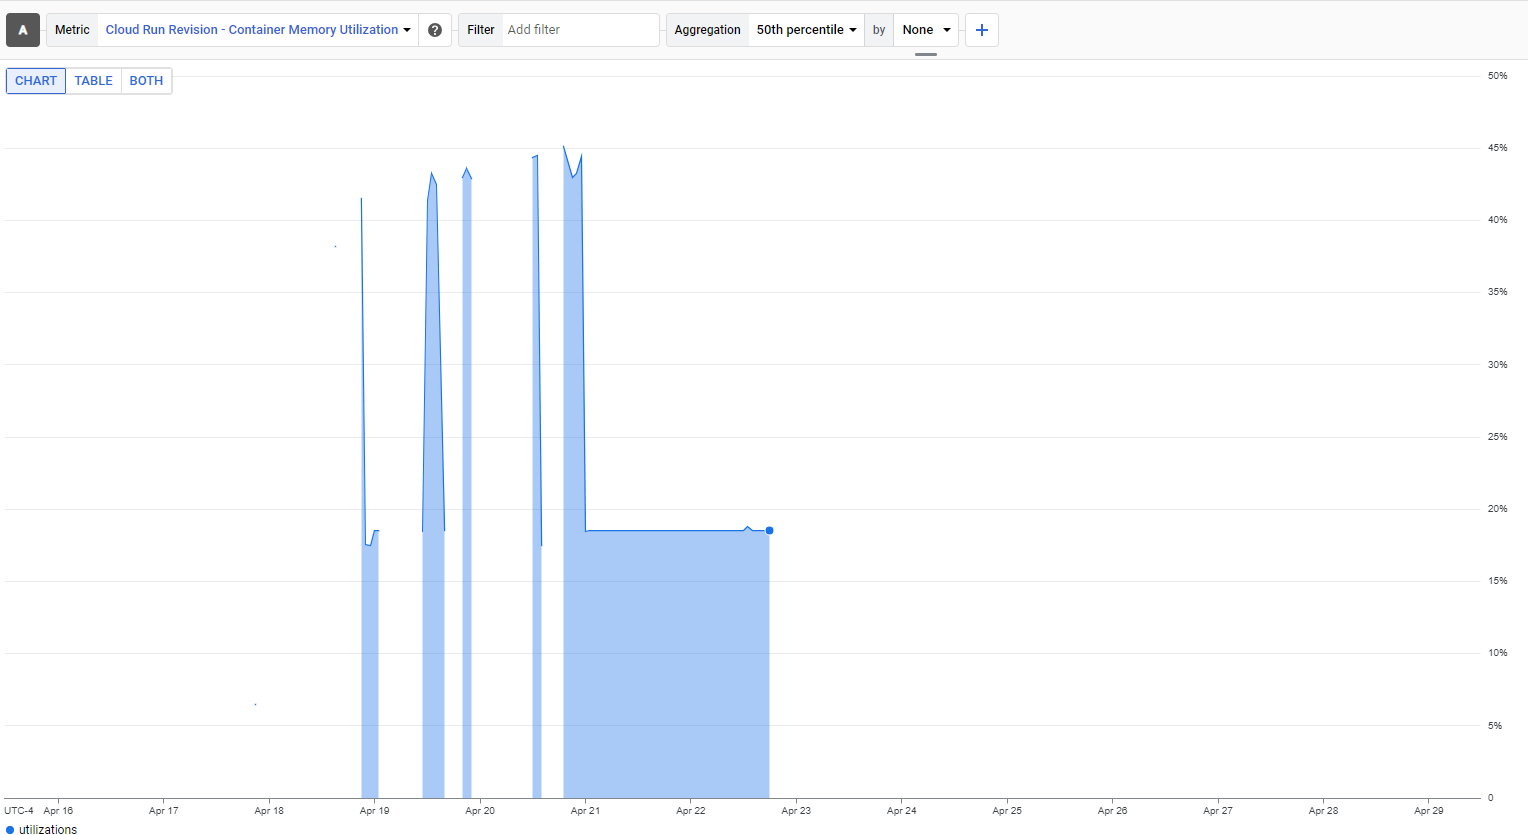 A Metric Cloud Run Revision - Container Memory Utilization ? Filter Add filter Aggregation 50th percentile by None +
CHART TABLE BOTH
50%
45%
40%
35%
30%
25%
20%
15%
10%
5%
0
UTC-4 Apr 16 Apr 17 Apr 18 Apr 19 Apr 20 Apr 21 Apr 22 Apr 23 Apr 24 Apr 25 Apr 26 Apr 27 Apr 28 Apr 29
utilizations